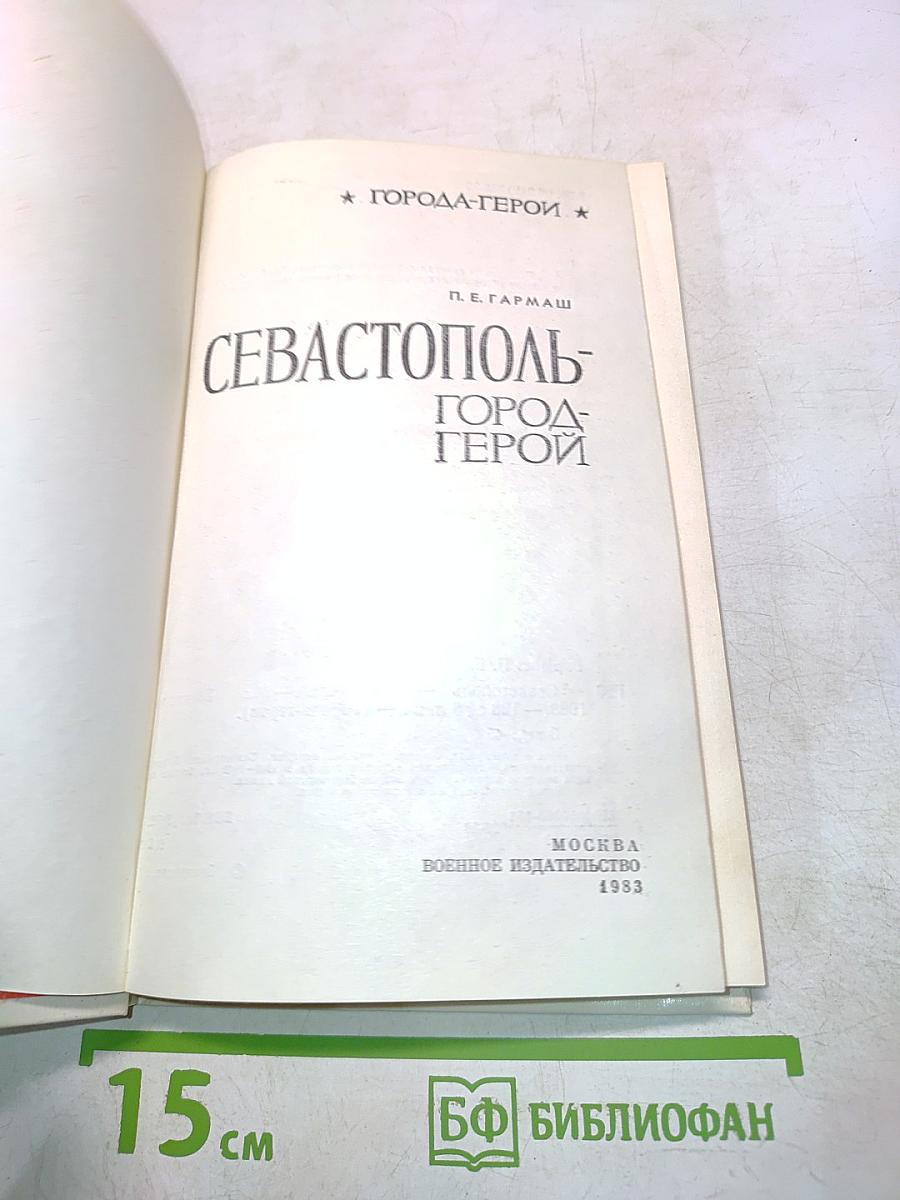 ★ ГОРОДА-ГЕРОИ ★
П. Е. ГАРМАШ
СЕВАСТОПОЛЬ-
ГОРОД-
ГЕРОЙ
МОСКВА
ВОЕННОЕ ИЗДАТЕЛЬСТВО
1983
15 см
БФ БИБЛИОФАН